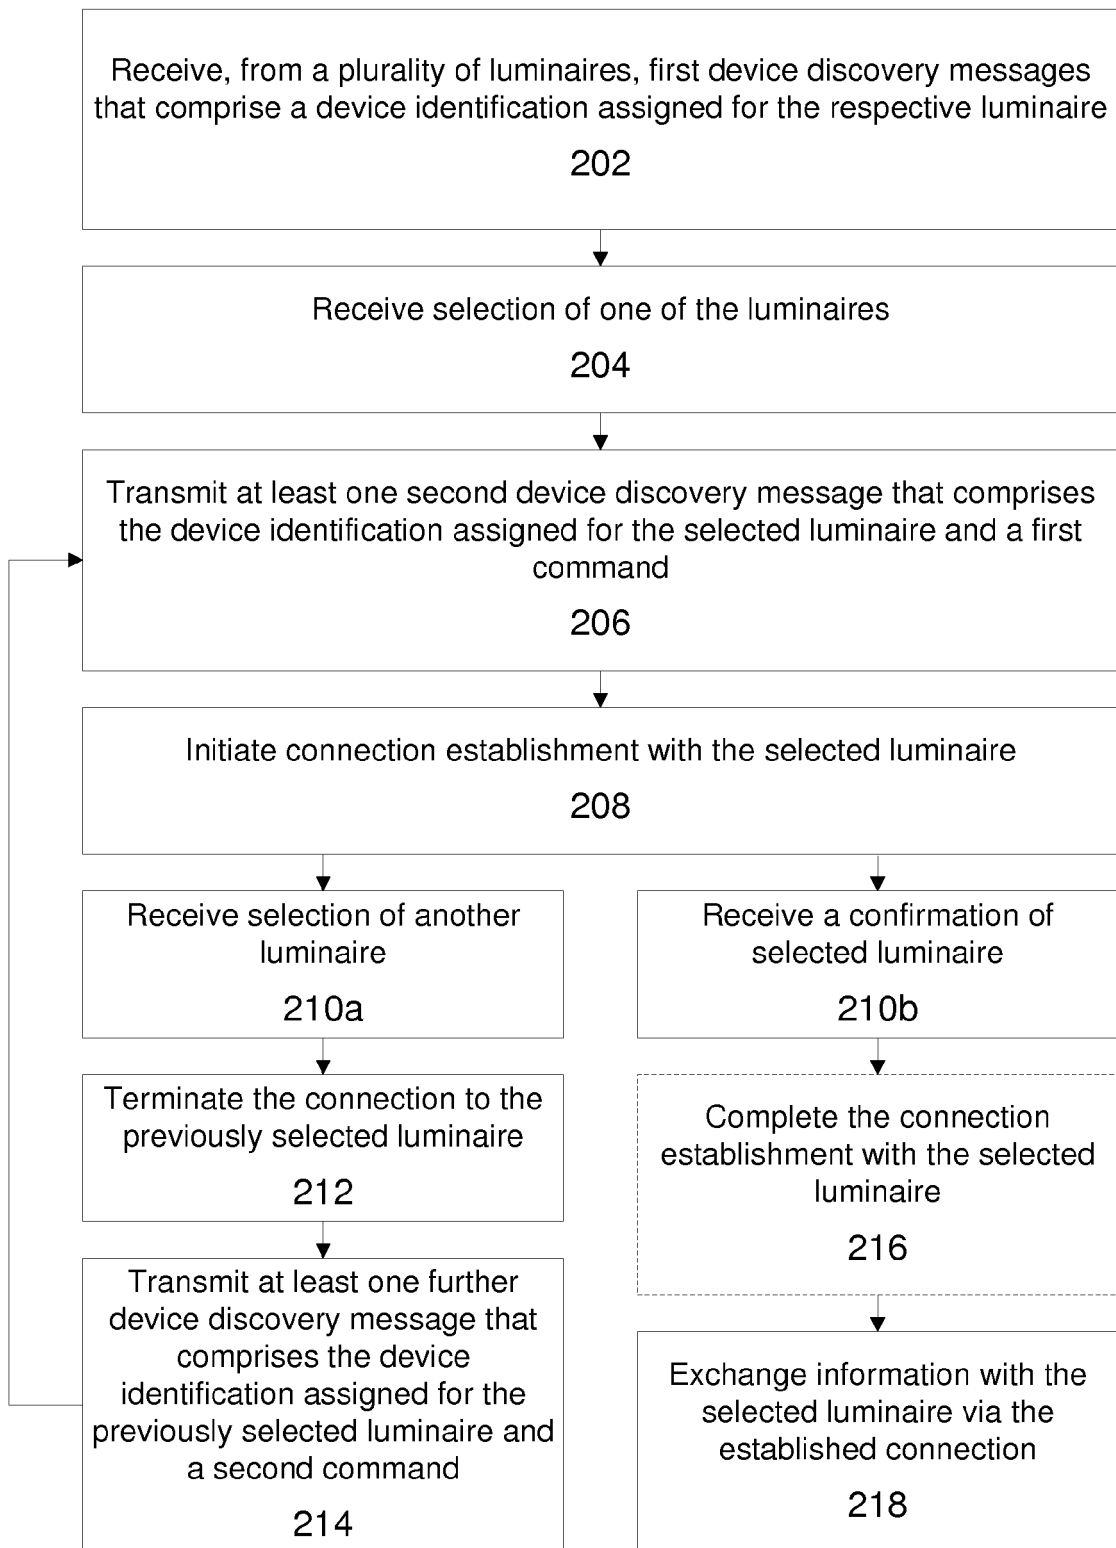 Receive, from a plurality of luminaires, first device discovery messages
that comprise a device identification assigned for the respective luminaire
202
Receive selection of one of the luminaires
204
Transmit at least one second device discovery message that comprises
the device identification assigned for the selected luminaire and a first
command
206
Initiate connection establishment with the selected luminaire
208
Receive selection of another
luminaire
210a
Terminate the connection to the
previously selected luminaire
212
Transmit at least one further
device discovery message that
comprises the device
identification assigned for the
previously selected luminaire and
a second command
214
Receive a confirmation of
selected luminaire
210b
Complete the connection
establishment with the selected
luminaire
216
Exchange information with the
selected luminaire via the
established connection
218